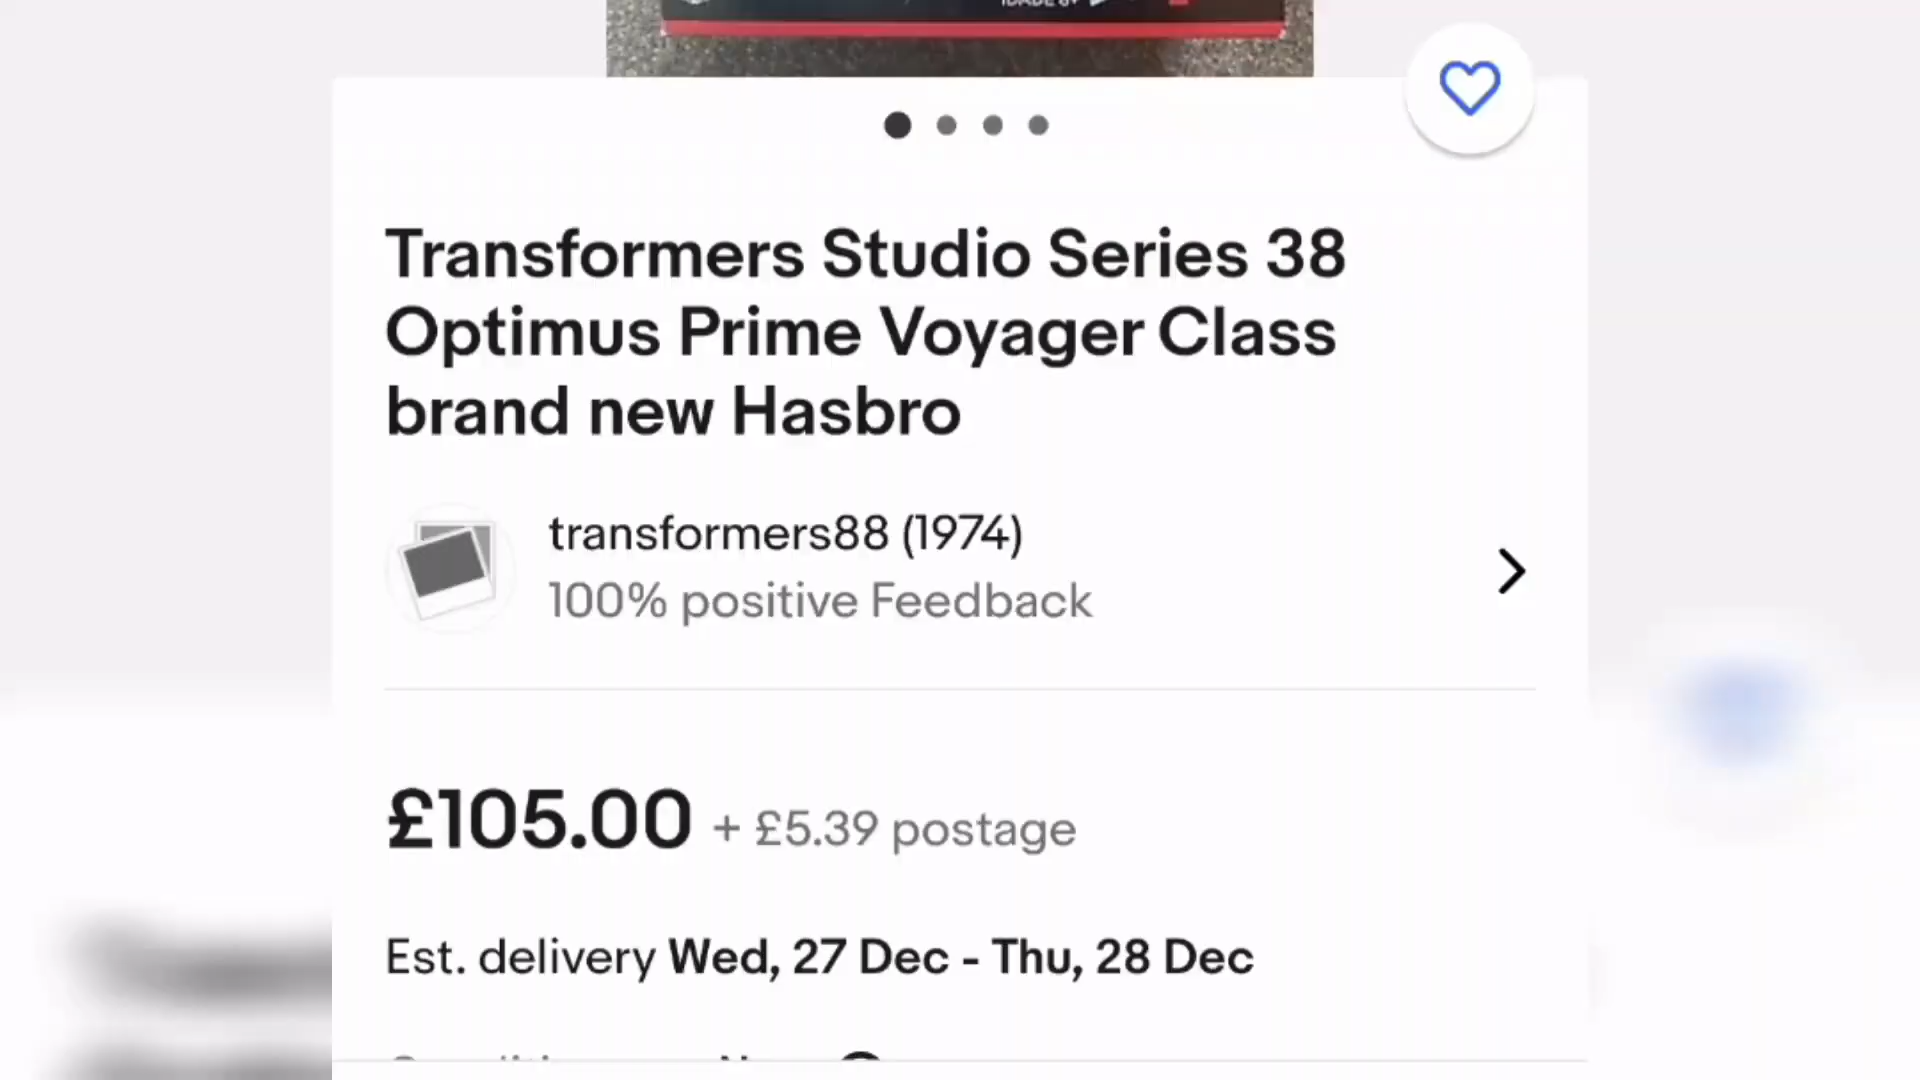 Transformers Studio Series 38
Optimus Prime Voyager Class
brand new Hasbro
transformers88 (1974)
100% positive Feedback
£105.00 + £5.39 postage
Est. delivery Wed, 27 Dec - Thu, 28 Dec